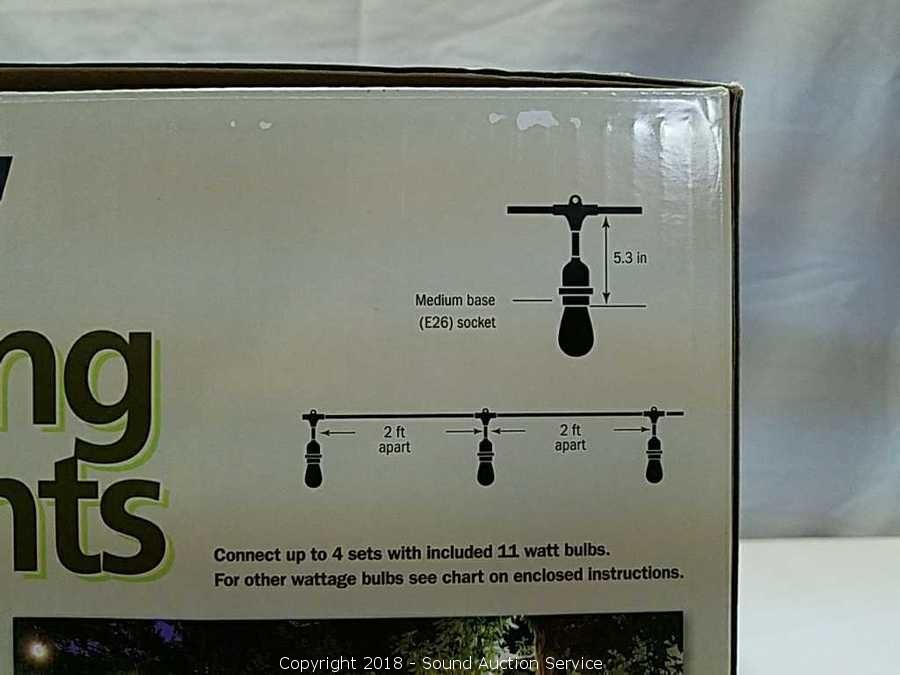 5.3 in
Medium base
(E26) socket
2 ft
apart
2 ft
apart
Connect up to 4 sets with included 11 watt bulbs.
For other wattage bulbs see chart on enclosed instructions.
Copyright 2018 - Sound Auction Service